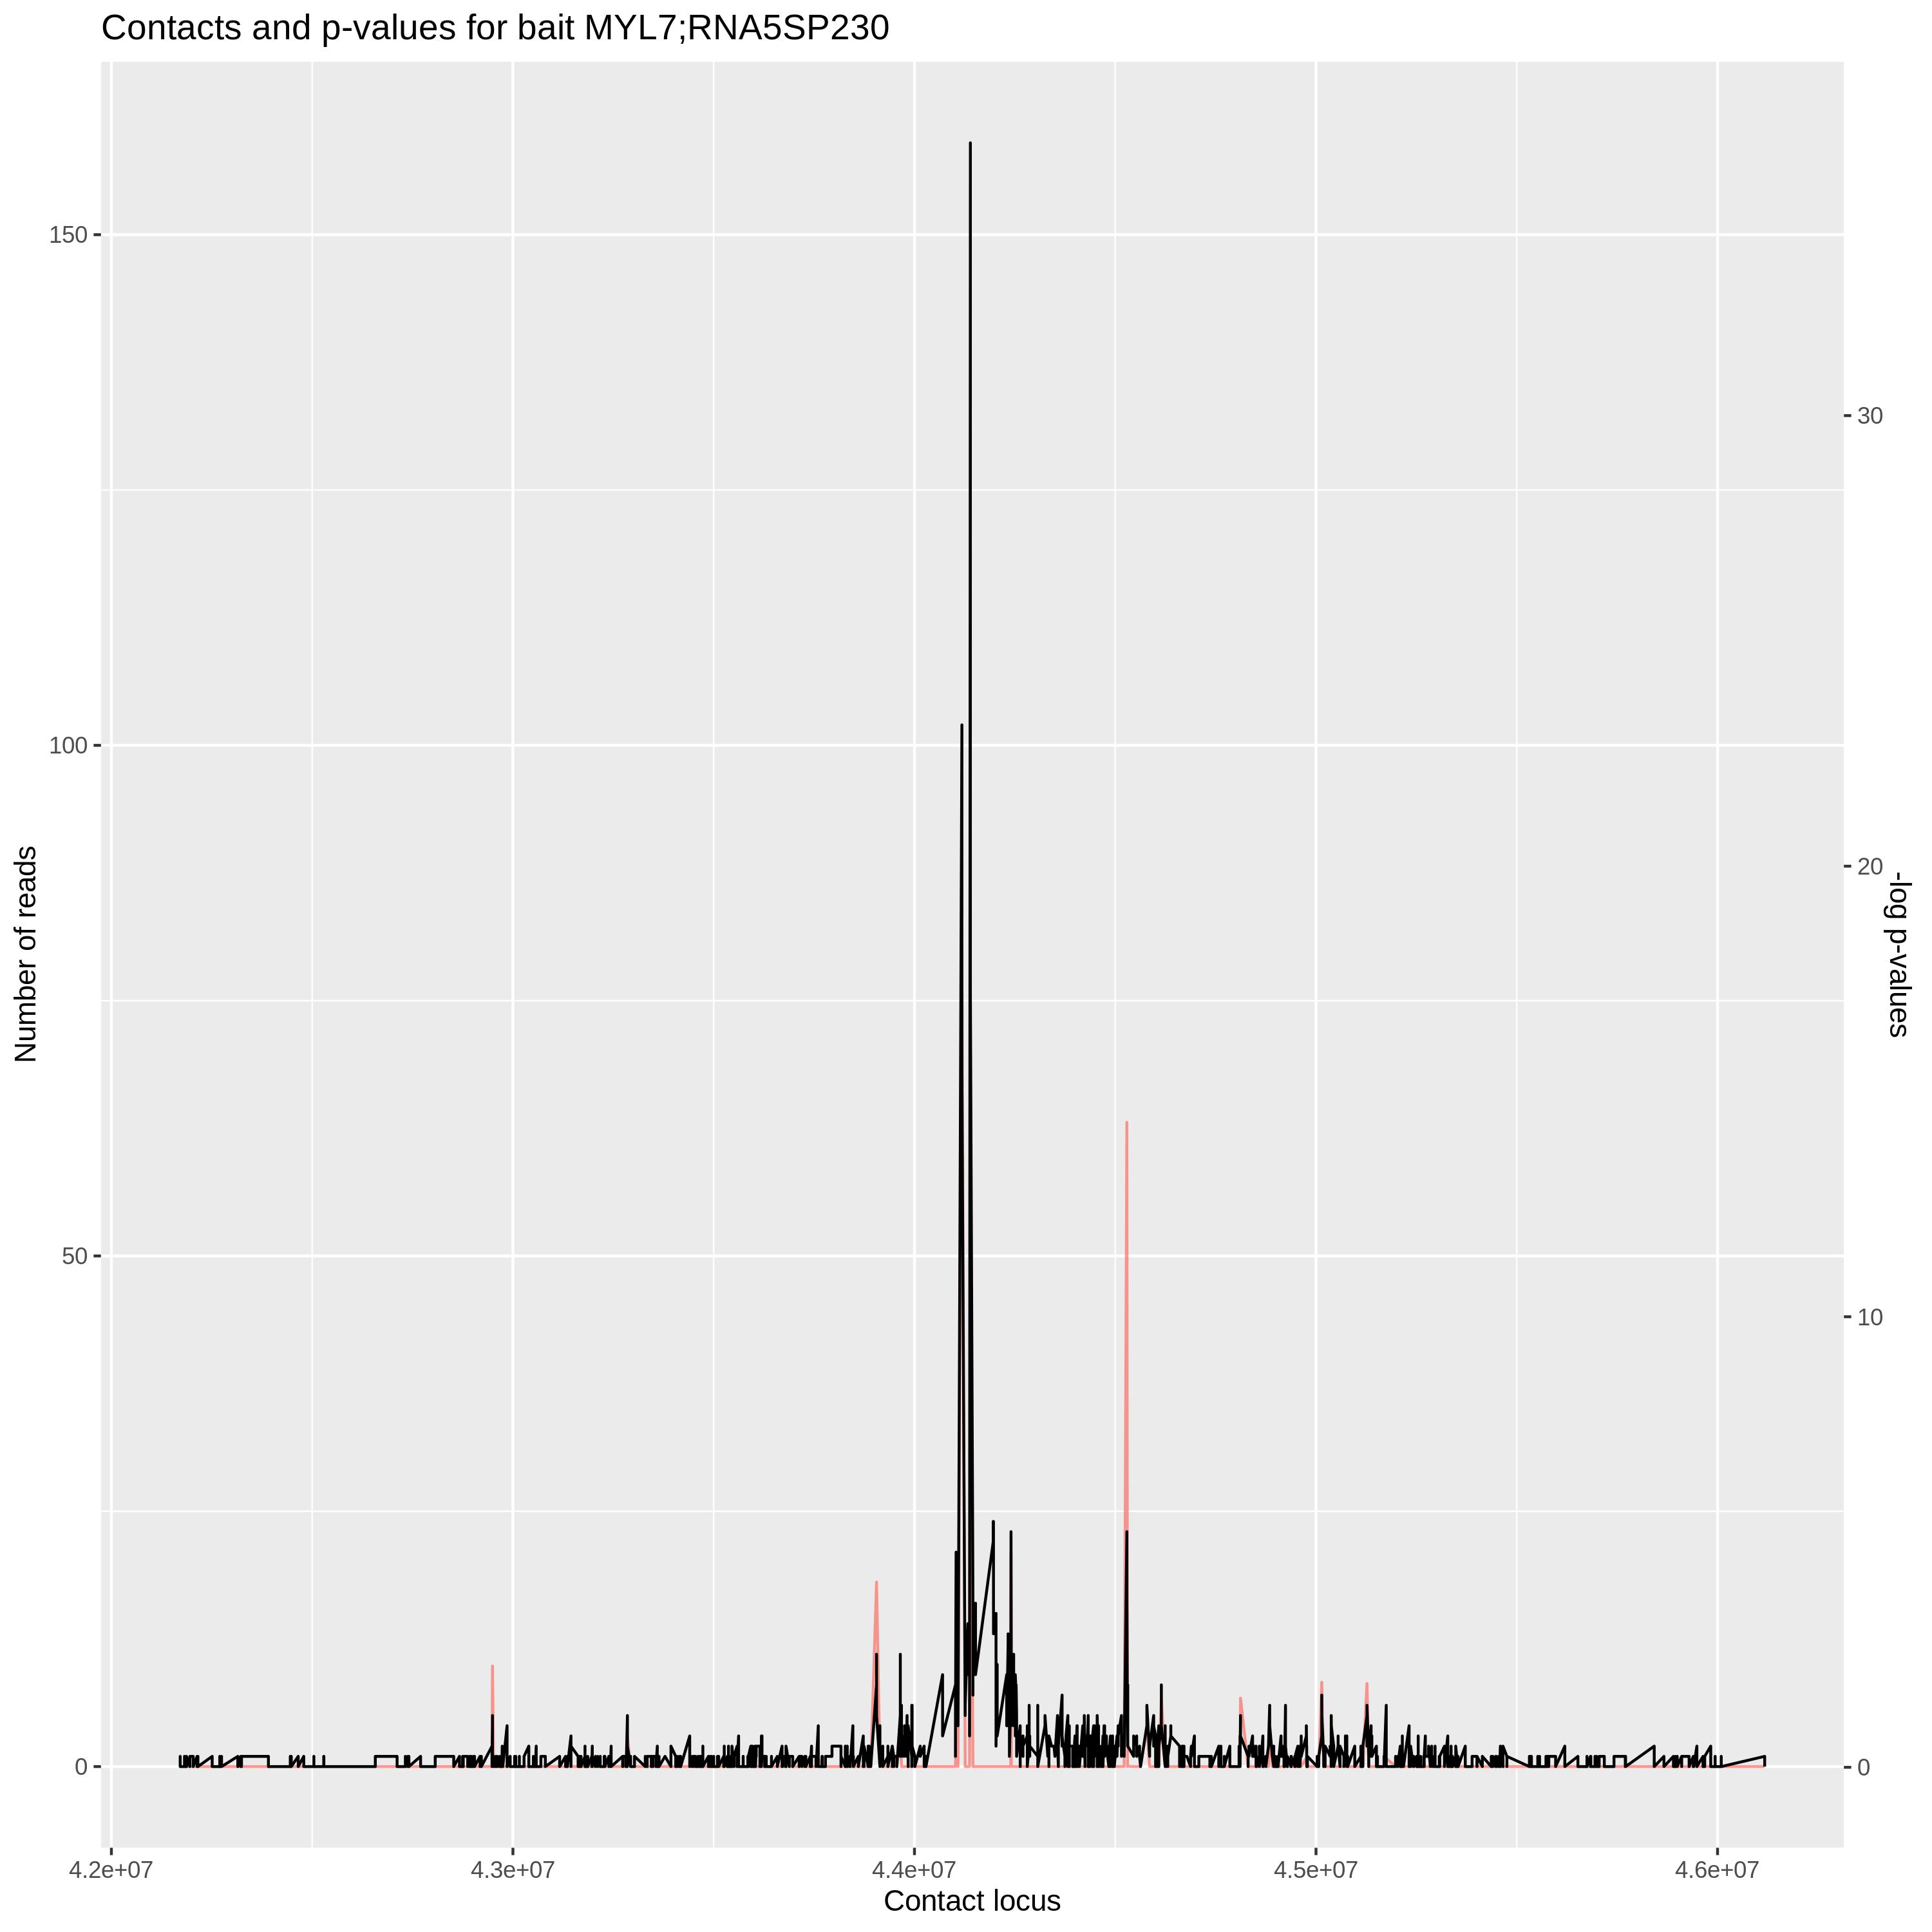 Contacts and p-values for bait MYL7;RNA5SP230
150
100
50
0
Number of reads
30
20
10
0
-log p-values
4.2e+07
4.3e+07
4.4e+07
4.5e+07
4.6e+07
Contact locus